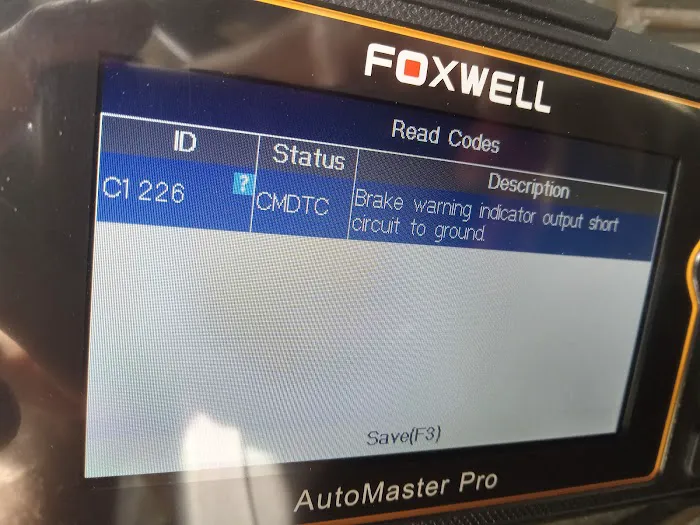 FOXWELL
Read Codes
ID Status Description
C1226 ? CMDTC Brake warning indicator output short
circuit to ground.
Save(F3)
AutoMaster Pro